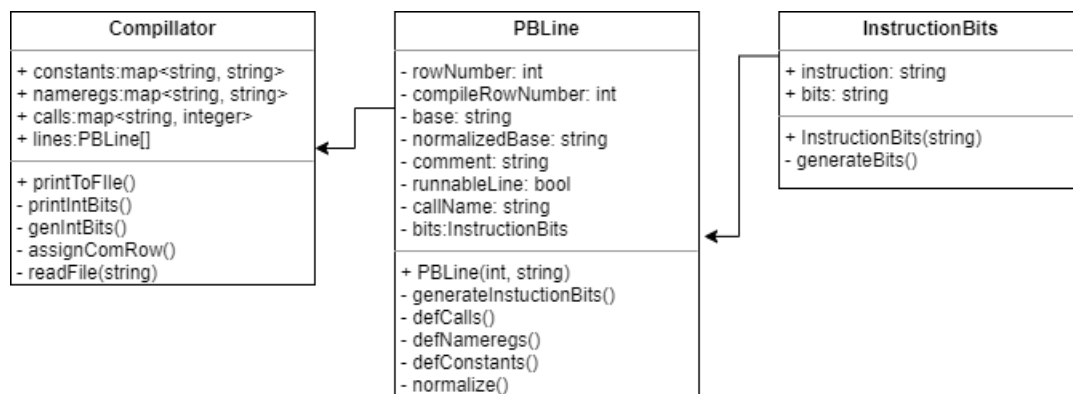 Compillator
+ constants:map<string, string>
+ nameregs:map<string, string>
+ calls:map<string, integer>
+ lines:PBLine[]
+ printToFIle()
- printIntBits()
- genIntBits()
- assignComRow()
- readFile(string)
PBLine
- rowNumber: int
- compileRowNumber: int
- base: string
- normalizedBase: string
- comment: string
- runnableLine: bool
- callName: string
- bits:InstructionBits
+ PBLine(int, string)
- generateInstuctionBits()
- defCalls()
- defNameregs()
- defConstants()
- normalize()
InstructionBits
+ instruction: string
+ bits: string
+ InstructionBits(string)
- generateBits()